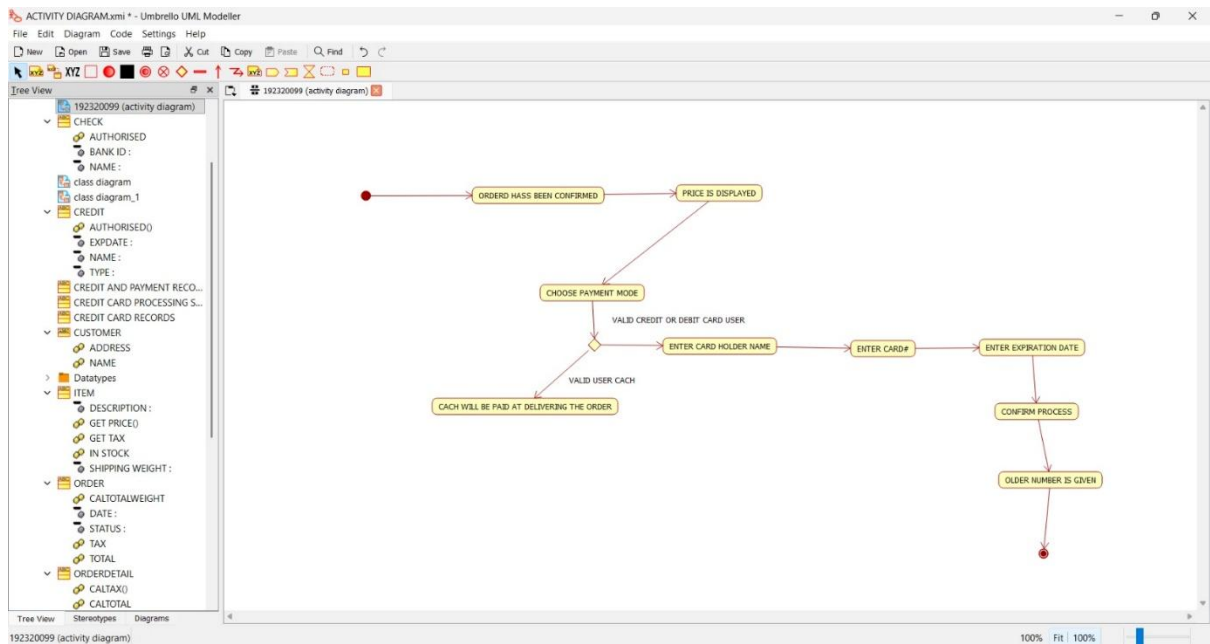 ACTIVITY DIAGRAM.xmi * - Umbrello UML Modeller
File Edit Diagram Code Settings Help
New Open Save Cut Copy Paste Find
XYZ XYZ XYZ
Tree View
192320099 (activity diagram)
192320099 (activity diagram)
CHECK
AUTHORISED
BANK ID :
NAME :
class diagram
class diagram_1
CREDIT
AUTHORISED()
EXPDATE :
NAME :
TYPE :
CREDIT AND PAYMENT RECO...
CREDIT CARD PROCESSING S...
CREDIT CARD RECORDS
CUSTOMER
ADDRESS
NAME
Datatypes
ITEM
DESCRIPTION :
GET PRICE()
GET TAX
IN STOCK
SHIPPING WEIGHT :
ORDER
CALTOTALWEIGHT
DATE :
STATUS :
TAX
TOTAL
ORDERDETAIL
CALTAX()
CALTOTAL
Tree View Stereotypes Diagrams
ORDERD HASS BEEN CONFIRMED
PRICE IS DISPLAYED
CHOOSE PAYMENT MODE
VALID CREDIT OR DEBIT CARD USER
ENTER CARD HOLDER NAME
ENTER CARD#
ENTER EXPIRATION DATE
VALID USER CACH
CACH WILL BE PAID AT DELIVERING THE ORDER
CONFIRM PROCESS
OLDER NUMBER IS GIVEN
192320099 (activity diagram)
100% Fit 100%